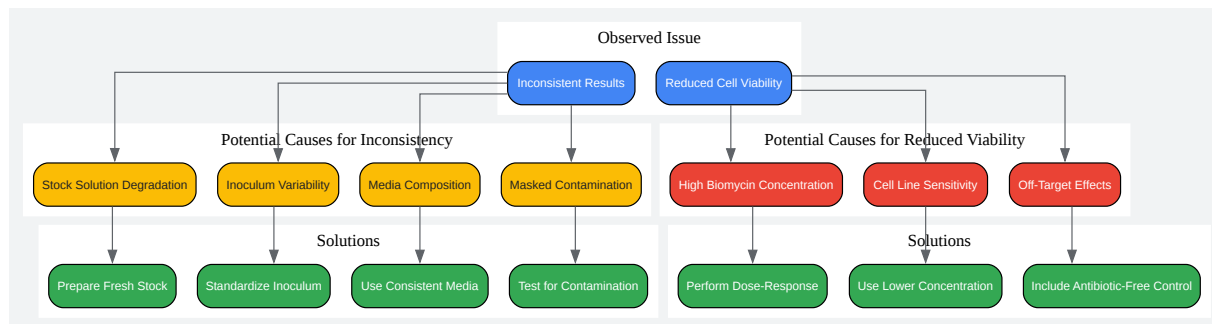 Observed Issue
Inconsistent Results
Reduced Cell Viability
Potential Causes for Inconsistency
Potential Causes for Reduced Viability
Stock Solution Degradation
Inoculum Variability
Media Composition
Masked Contamination
High Biomycin Concentration
Cell Line Sensitivity
Off-Target Effects
Solutions
Solutions
Prepare Fresh Stock
Standardize Inoculum
Use Consistent Media
Test for Contamination
Perform Dose-Response
Use Lower Concentration
Include Antibiotic-Free Control